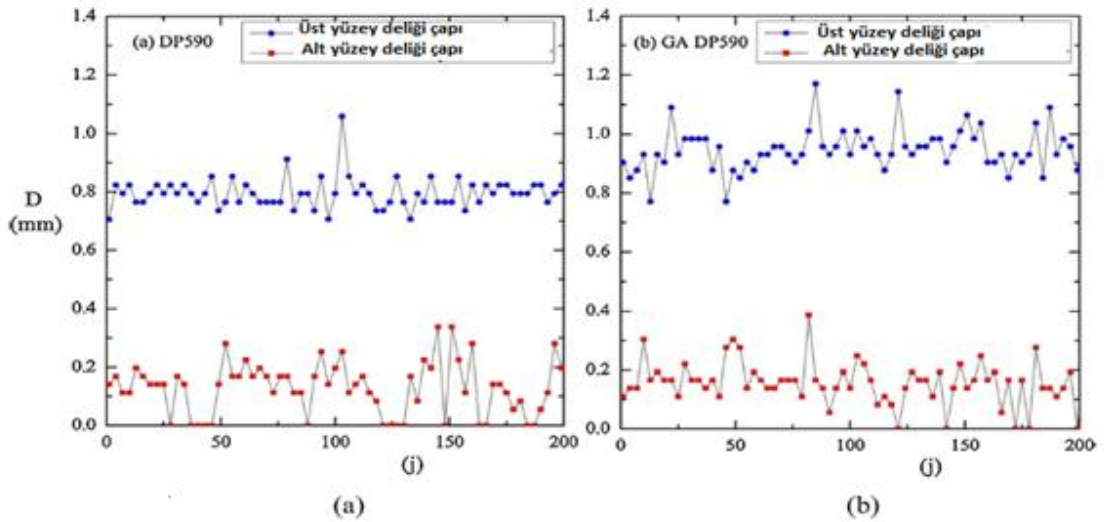 (a) DP590
Üst yüzey deliği çapı
Alt yüzey deliği çapı
D
(mm)
1.4
1.2
1.0
0.8
0.6
0.4
0.2
0.0
0
50
100
150
200
(j)
(a)
(b) GA DP590
Üst yüzey deliği çapı
Alt yüzey deliği çapı
1.4
1.2
1.0
0.8
0.6
0.4
0.2
0.0
0
50
100
150
200
(j)
(b)